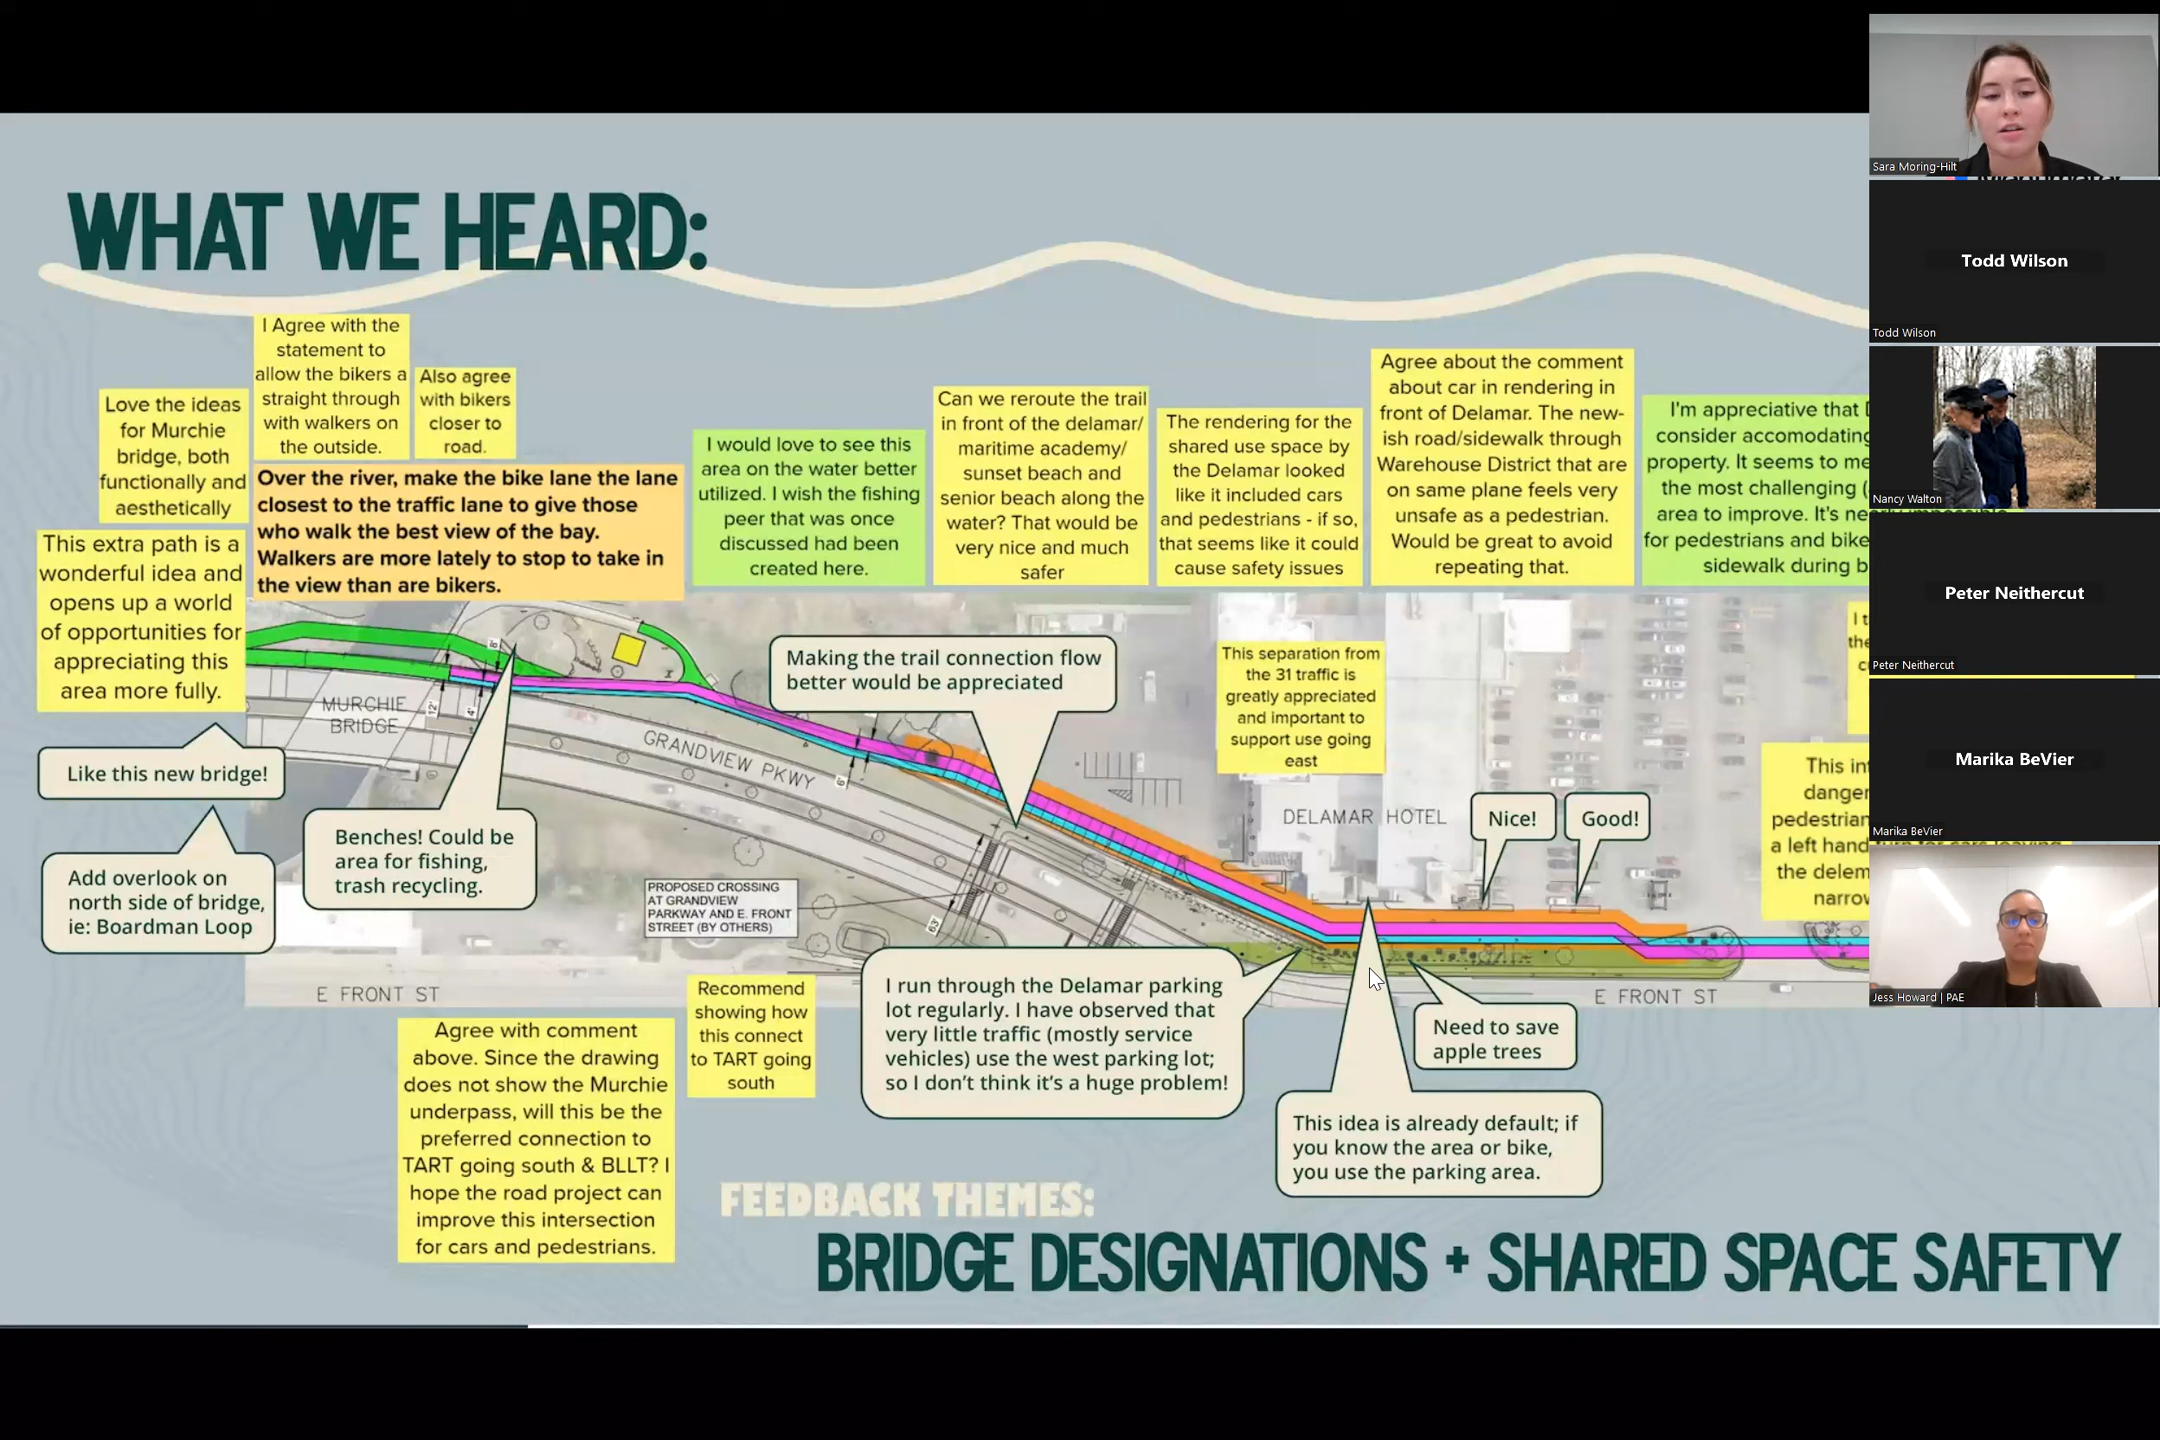 WHAT WE HEARD:
I Agree with the
statement to
allow the bikers a
straight through
with walkers on
the outside.
Also agree
with bikers
closer to
road.
Love the ideas
for Murchie
bridge, both
functionally and
aesthetically
Over the river, make the bike lane the lane
closest to the traffic lane to give those
who walk the best view of the bay.
Walkers are more lately to stop to take in
the view than are bikers.
This extra path is a
wonderful idea and
opens up a world
of opportunities for
appreciating this
area more fully.
I would love to see this
area on the water better
utilized. I wish the fishing
peer that was once
discussed had been
created here.
Can we reroute the trail
in front of the delamar/
maritime academy/
sunset beach and
senior beach along the
water? That would be
very nice and much
safer
The rendering for the
shared use space by
the Delamar looked
like it included cars
and pedestrians - if so,
that seems like it could
cause safety issues
Agree about the comment
about car in rendering in
front of Delamar. The new-
ish road/sidewalk through
Warehouse District that are
on same plane feels very
unsafe as a pedestrian.
Would be great to avoid
repeating that.
I'm appreciative that
consider accomodating
property. It seems to me
the most challenging (
area to improve. It's
for pedestrians and bike
sidewalk during
Making the trail connection flow
better would be appreciated
This separation from
the 31 traffic is
greatly appreciated
and important to
support use going
east
MURCHIE
BRIDGE
GRANDVIEW PKWY
8'
12'
4'
6'
63'
DELAMAR HOTEL
Nice!
Good!
Like this new bridge!
Benches! Could be
area for fishing,
trash recycling.
Add overlook on
north side of bridge,
ie: Boardman Loop
PROPOSED CROSSING
AT GRANDVIEW
PARKWAY AND E. FRONT
STREET (BY OTHERS)
This
pedestrian
a left hand
the
E FRONT ST
E FRONT ST
Recommend
showing how
this connect
to TART going
south
Agree with comment
above. Since the drawing
does not show the Murchie
underpass, will this be the
preferred connection to
TART going south & BLLT? I
hope the road project can
improve this intersection
for cars and pedestrians.
I run through the Delamar parking
lot regularly. I have observed that
very little traffic (mostly service
vehicles) use the west parking lot;
so I don't think it's a huge problem!
Need to save
apple trees
This idea is already default; if
you know the area or bike,
you use the parking area.
FEEDBACK THEMES:
BRIDGE DESIGNATIONS + SHARED SPACE SAFETY
Sara Moring-Hilt
Todd Wilson
Todd Wilson
Nancy Walton
Peter Neithercut
Peter Neithercut
Marika BeVier
Marika BeVier
Jess Howard | PAE